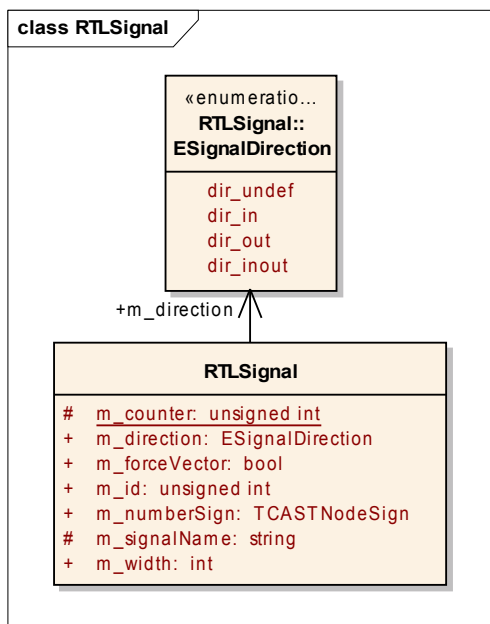 class RTLSignal
«enumeratio...
RTLSignal::
ESignalDirection
dir_undef
dir_in
dir_out
dir_inout
+m_direction
RTLSignal
# m_counter: unsigned int
+ m_direction: ESignalDirection
+ m_forceVector: bool
+ m_id: unsigned int
+ m_numberSign: TCASTNodeSign
# m_signalName: string
+ m_width: int